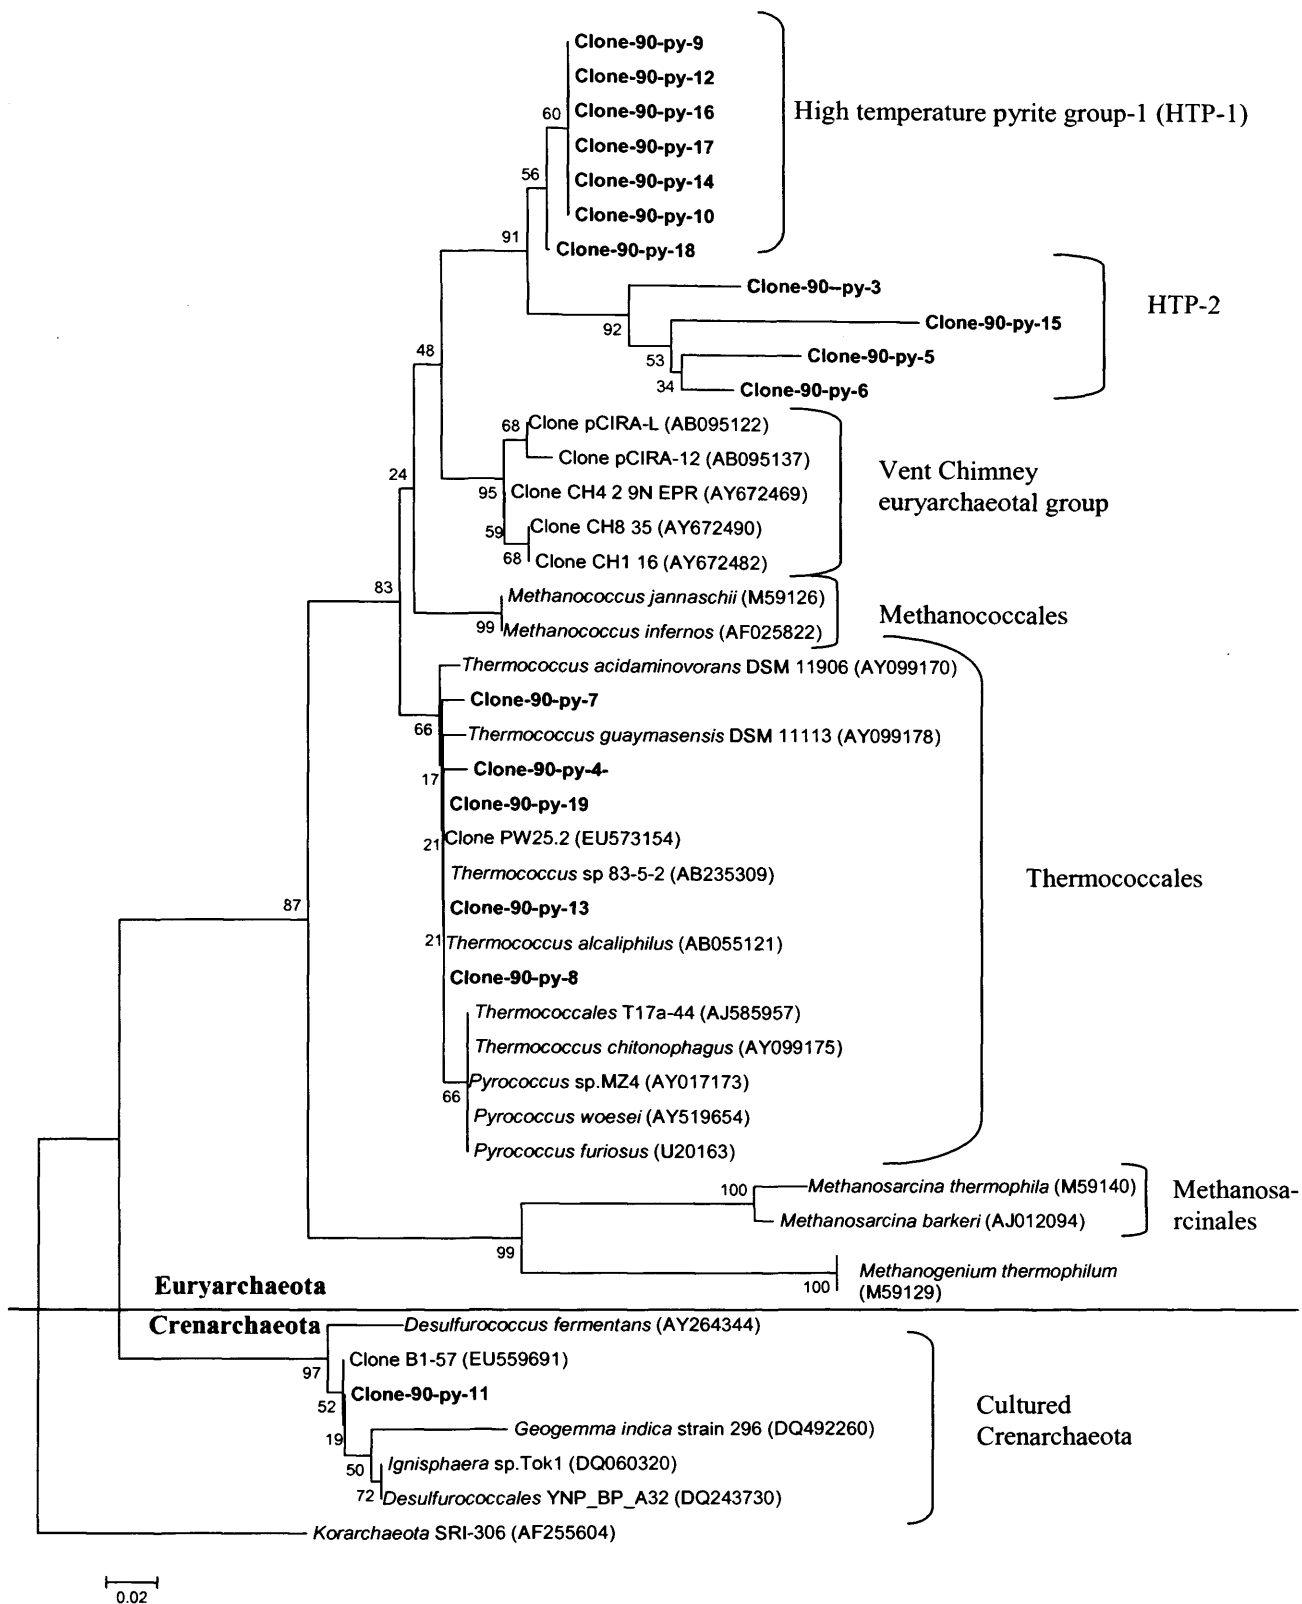 Clone-90-py-9
Clone-90-py-12
60
Clone-90-py-16
High temperature pyrite group-1 (HTP-1)
Clone-90-py-17
56
Clone-90-py-14
Clone-90-py-10
91
Clone-90-py-18
Clone-90--py-3
HTP-2
92
Clone-90-py-15
48
53
Clone-90-py-5
34
Clone-90-py-6
68
Clone pCIRA-L (AB095122)
Clone pCIRA-12 (AB095137)
Vent Chimney
euryarchaeotal group
24
95
Clone CH4 2 9N EPR (AY672469)
59
Clone CH8 35 (AY672490)
68
Clone CH1 16 (AY672482)
83
Methanococcus jannaschii (M59126)
Methanococcales
99
Methanococcus infernos (AF025822)
Thermococcus acidaminovorans DSM 11906 (AY099170)
Clone-90-py-7
66
Thermococcus guaymasensis DSM 11113 (AY099178)
17
Clone-90-py-4-
Clone-90-py-19
21
Clone PW25.2 (EU573154)
Thermococcus sp 83-5-2 (AB235309)
Thermococcales
87
Clone-90-py-13
21
Thermococcus alcaliphilus (AB055121)
Clone-90-py-8
Thermococcales T17a-44 (AJ585957)
Thermococcus chitonophagus (AY099175)
Pyrococcus sp.MZ4 (AY017173)
66
Pyrococcus woesei (AY519654)
Pyrococcus furiosus (U20163)
100
Methanosarcina thermophila (M59140)
Methanosa-
rcinales
Methanosarcina barkeri (AJ012094)
99
Methanogenium thermophilum
(M59129)
100
Euryarchaeota
Crenarchaeota
Desulfurococcus fermentans (AY264344)
97
Clone B1-57 (EU559691)
52
Clone-90-py-11
Cultured
Crenarchaeota
19
Geogemma indica strain 296 (DQ492260)
50
Ignisphaera sp.Tok1 (DQ060320)
72
Desulfurococcales YNP_BP_A32 (DQ243730)
Korarchaeota SRI-306 (AF255604)
0.02